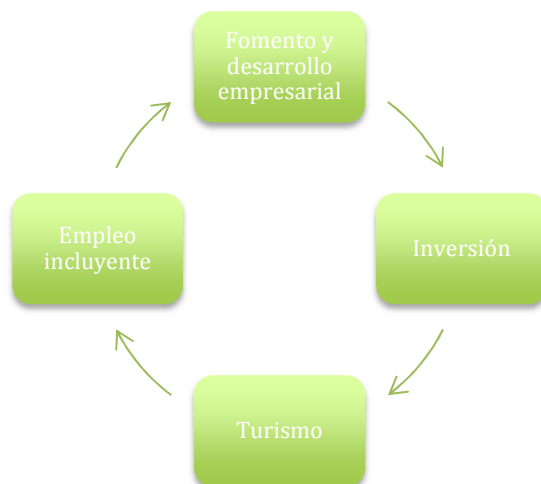 Fomento y
desarrollo
empresarial
Inversión
Turismo
Empleo
incluyente